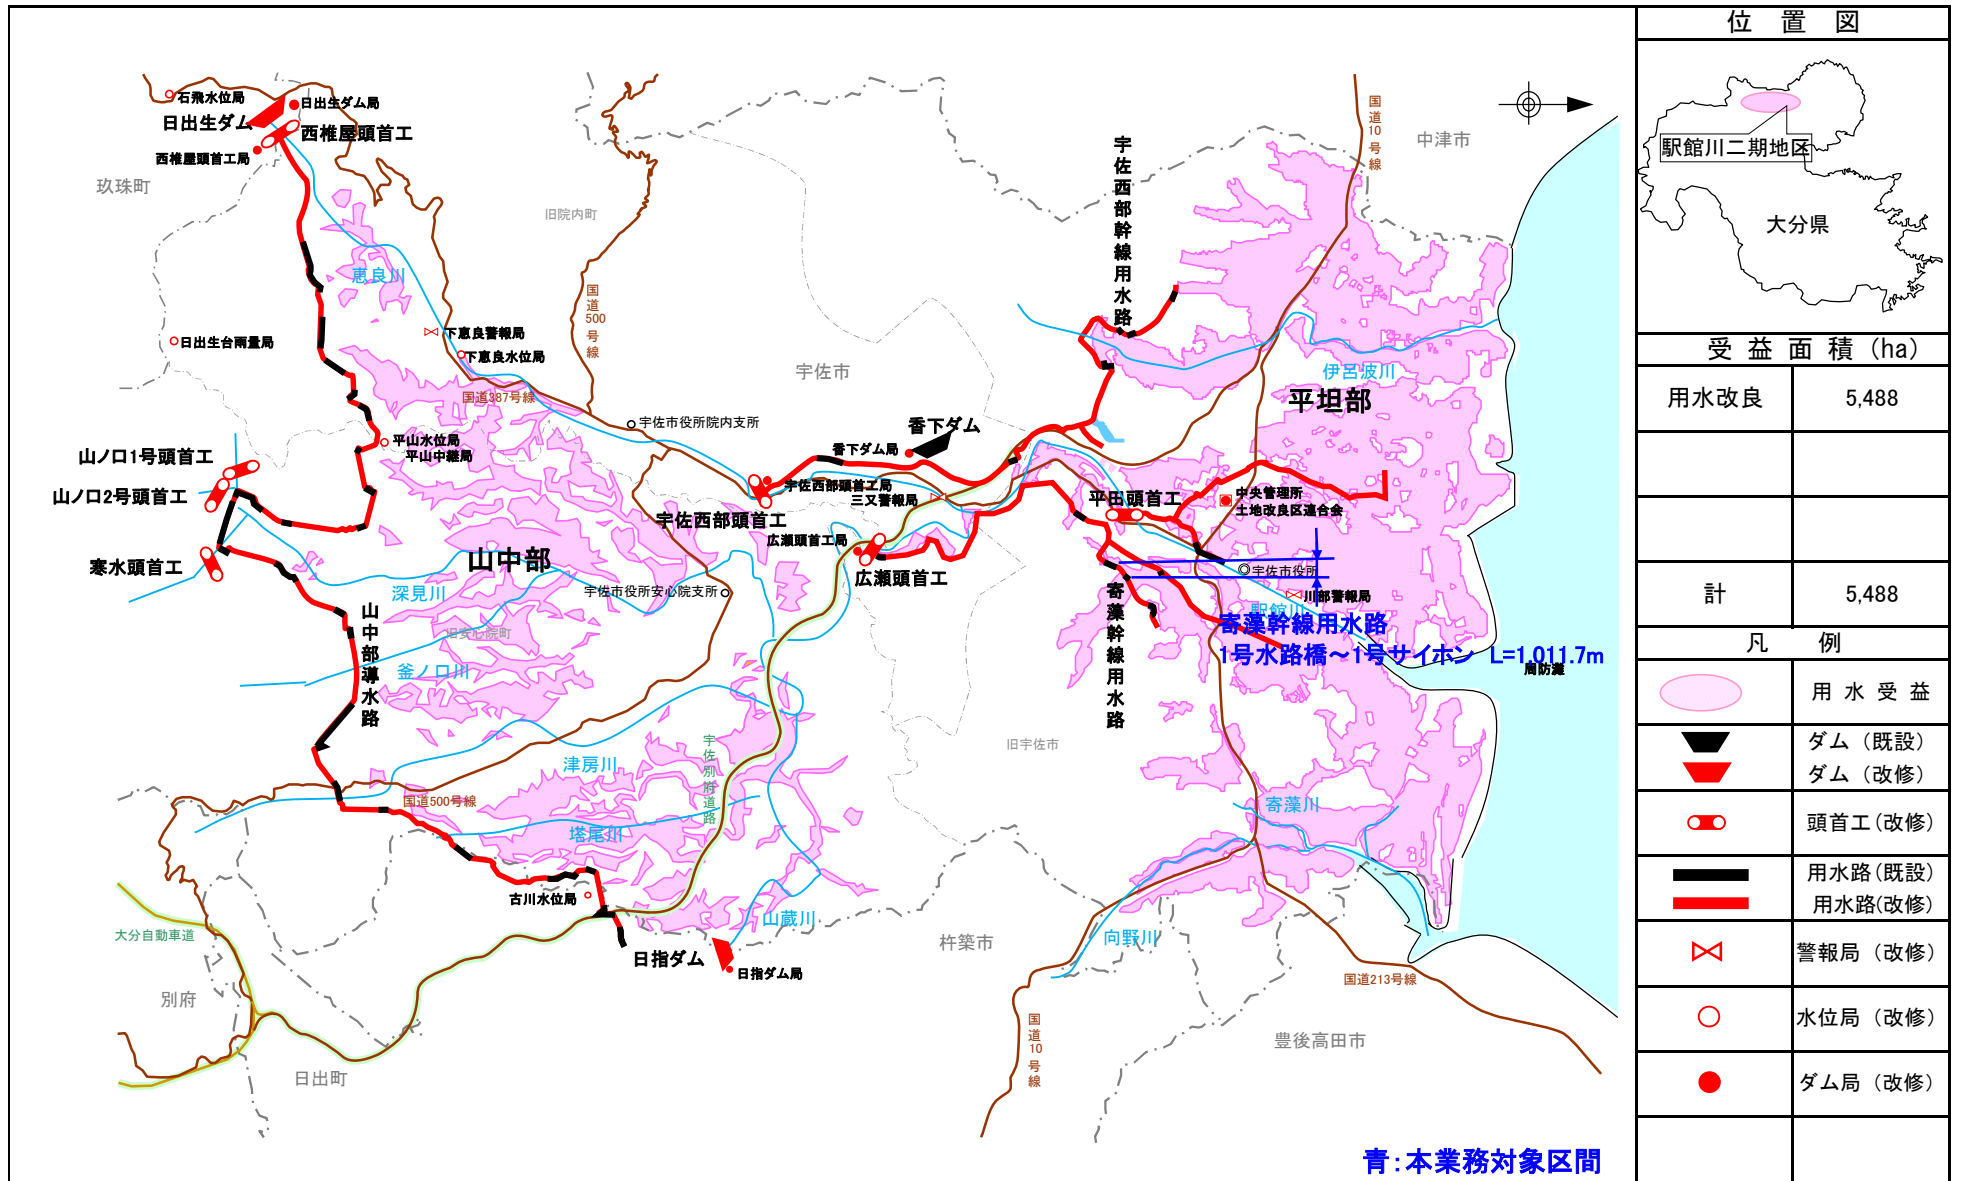 石飛水位局
日出生ダム局
日出生ダム
西椎屋頭首工
西椎屋頭首工局
玖珠町
旧院内町
恵良川
国道500号線
下恵良警報局
下恵良水位局
日出生台雨量局
国道387号線
宇佐市
宇佐市役所院内支所
平山水位局
平山中継局
山ノ口1号頭首工
山ノ口2号頭首工
寒水頭首工
山中部
深見川
旧安心院町
釜ノ口川
山中部導水路
宇佐市役所安心院支所
津房川
国道500号線
塔尾川
宇佐別府道路
古川水位局
大分自動車道
別府
日出町
日指ダム
日指ダム局
山蔵川
杵築市
香下ダム
香下ダム局
宇佐西部頭首工局
三又警報局
宇佐西部頭首工
広瀬頭首工局
広瀬頭首工
宇佐西部幹線用水路
国道10号線
中津市
伊呂波川
平坦部
平田頭首工
中央管理所
土地改良区連合会
宇佐市役所
川部警報局
駅館川
寄藻幹線用水路
1号水路橋～1号サイホン L=1,011.7m
周防灘
寄藻幹線用水路
旧宇佐市
寄藻川
向野川
国道213号線
国道10号線
豊後高田市
青：本業務対象区間
位置図
駅館川二期地区
大分県
受益面積（ha）
用水改良 5,488
計 5,488
凡例
用水受益
ダム（既設）
ダム（改修）
頭首工（改修）
用水路（既設）
用水路（改修）
警報局（改修）
水位局（改修）
ダム局（改修）